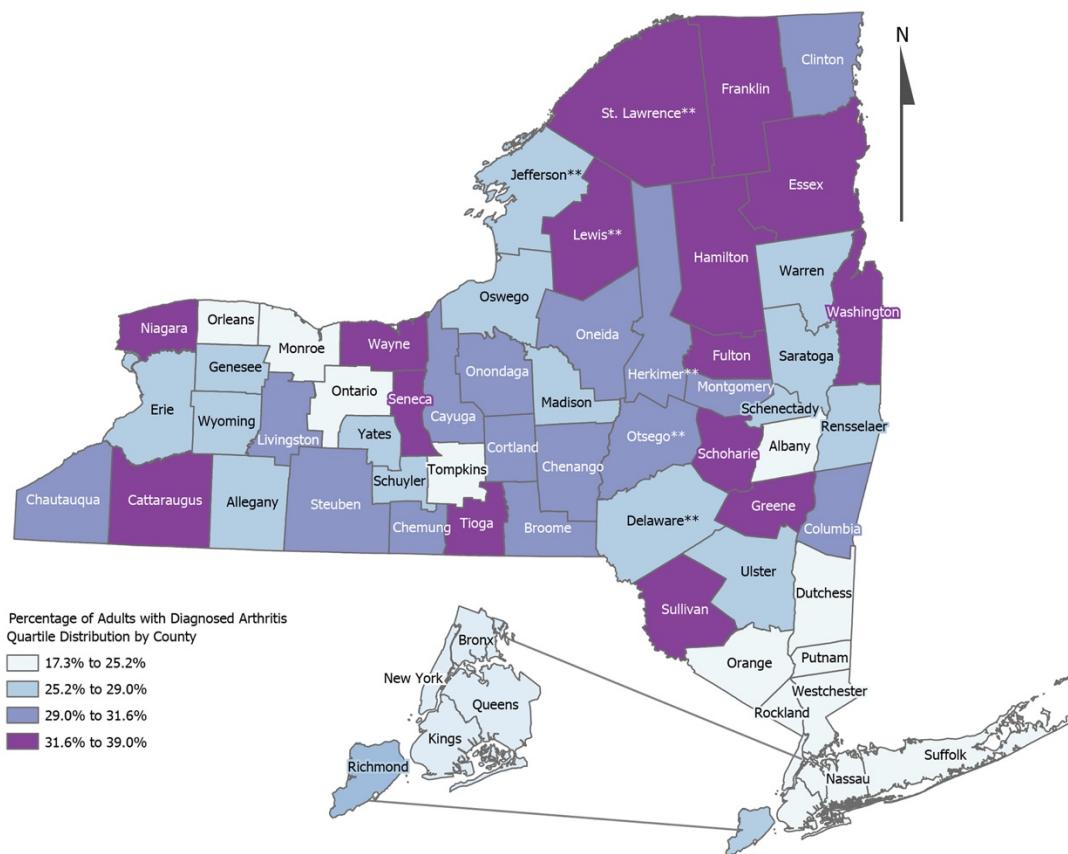 N
Clinton
Franklin
St. Lawrence**
Jefferson**
Essex
Lewis**
Hamilton
Warren
Oswego
Washington
Niagara
Orleans
Wayne
Oneida
Monroe
Fulton
Saratoga
Genesee
Onondaga
Herkimer**
Montgomery
Ontario
Seneca
Madison
Schenectady
Erie
Wyoming
Cayuga
Rensselaer
Yates
Livingston
Otsego**
Albany
Cortland
Schoharie
Tompkins
Chenango
Schuyler
Chautauqua
Cattaraugus
Allegany
Steuben
Greene
Delaware**
Chemung
Tioga
Broome
Columbia
Ulster
Dutchess
Sullivan
Percentage of Adults with Diagnosed Arthritis
Quartile Distribution by County
17.3% to 25.2%
25.2% to 29.0%
29.0% to 31.6%
31.6% to 39.0%
Bronx
New York
Queens
Kings
Richmond
Putnam
Orange
Westchester
Rockland
Suffolk
Nassau